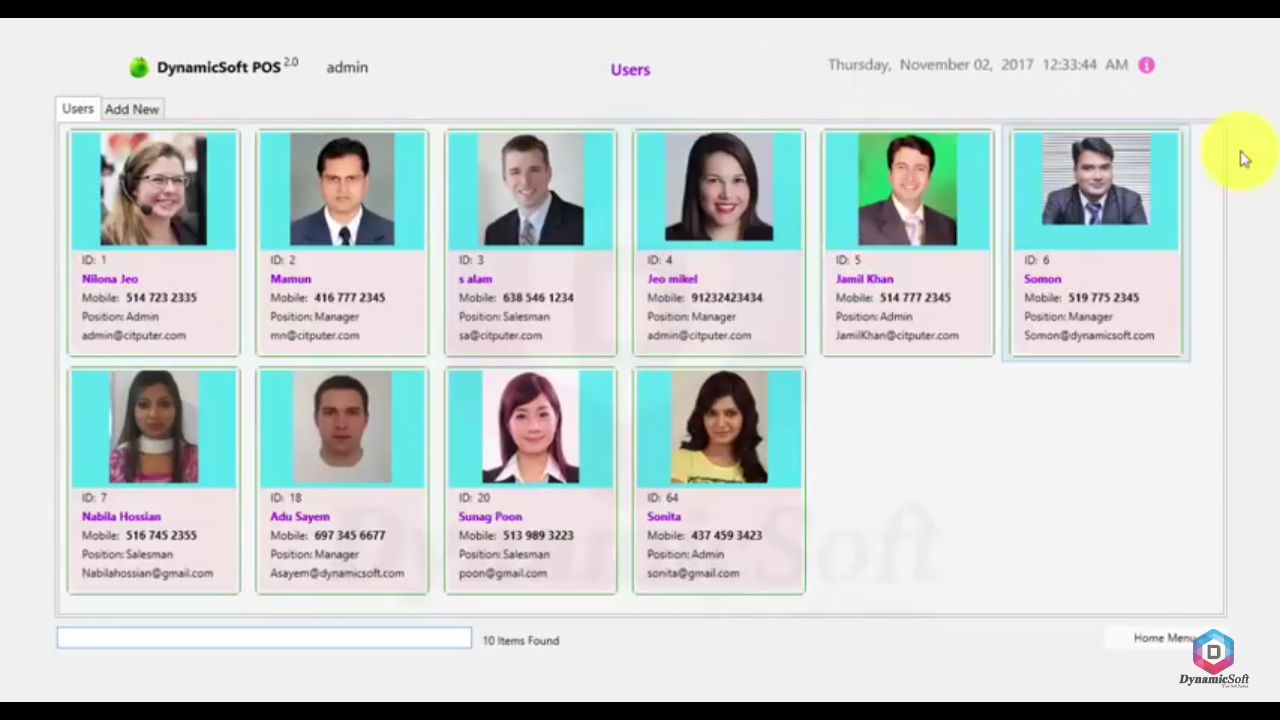 DynamicSoft POS 2.0 admin Users Thursday, November 02, 2017 12:33:44 AM
Users Add New
ID: 1
Nilona Jeo
Mobile: 514 723 2335
Position: Admin
admin@citputer.com
ID: 2
Mamun
Mobile: 416 777 2345
Position: Manager
mn@citputer.com
ID: 3
s alam
Mobile: 638 546 1234
Position: Salesman
sa@citputer.com
ID: 4
Jeo mikel
Mobile: 91232423434
Position: Manager
admin@citputer.com
ID: 5
Jamil Khan
Mobile: 514 777 2345
Position: Admin
JamilKhan@citputer.com
ID: 6
Somon
Mobile: 519 775 2345
Position: Manager
Somon@dynamicsoft.com
ID: 7
Nabila Hossian
Mobile: 516 745 2355
Position: Salesman
Nabilahossian@gmail.com
ID: 18
Adu Sayem
Mobile: 697 345 6677
Position: Manager
Asayem@dynamicsoft.com
ID: 20
Sunag Poon
Mobile: 513 989 3223
Position: Salesman
poon@gmail.com
ID: 64
Sonita
Mobile: 437 459 3423
Position: Admin
sonita@gmail.com
DynamicSoft
10 Items Found
Home Menu
D
DynamicSoft